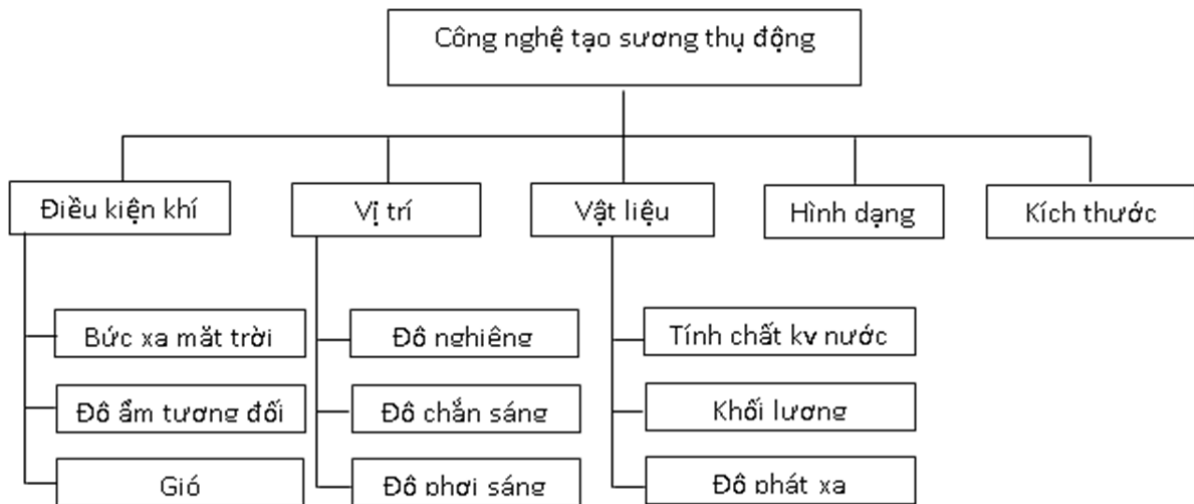 Công nghệ tạo sương thụ động
Điều kiện khí
Vị trí
Vật liệu
Hình dạng
Kích thước
Bức xạ mặt trời
Độ nghiêng
Tính chất kỵ nước
Độ ẩm tương đối
Độ chắn sáng
Khối lượng
Gió
Độ phơi sáng
Độ phát xạ